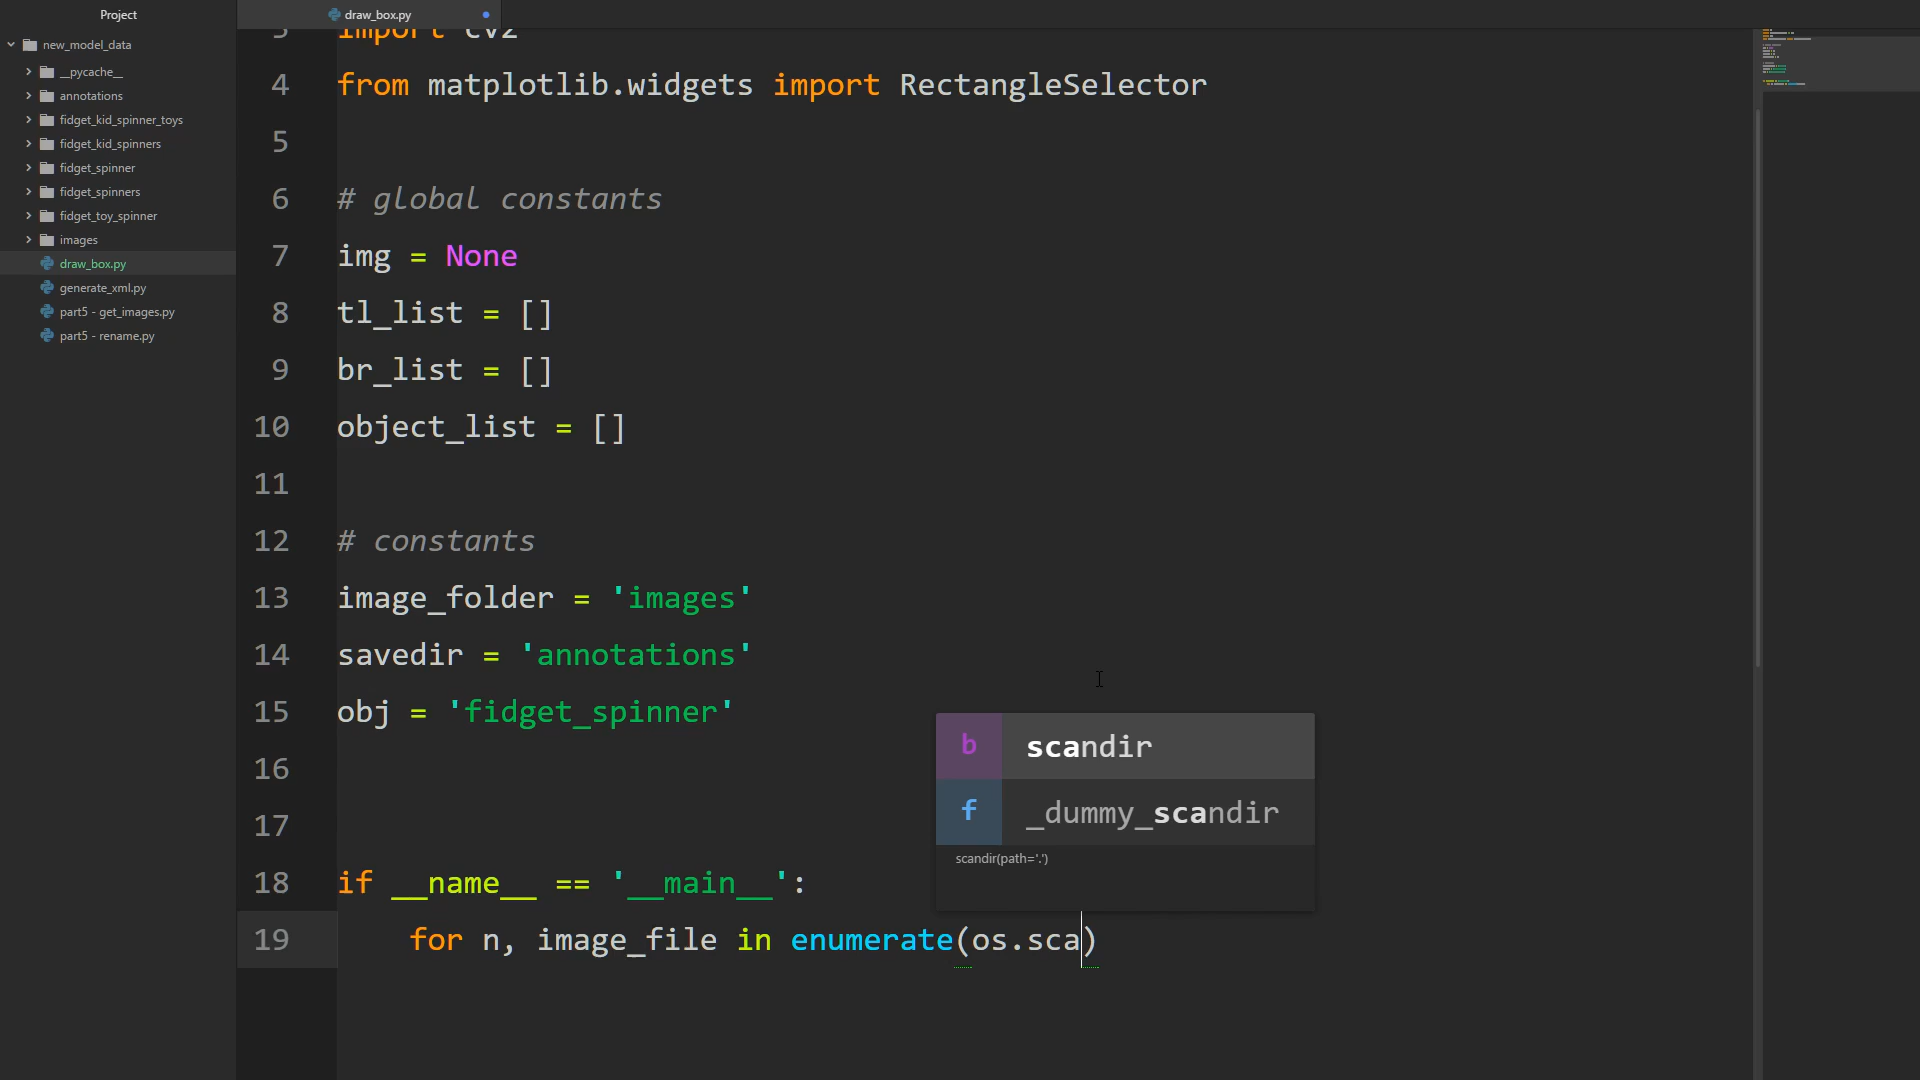 Project
draw_box.py
new_model_data
__pycache__
annotations
fidget_kid_spinner_toys
fidget_kid_spinners
fidget_spinner
fidget_spinners
fidget_toy_spinner
images
draw_box.py
generate_xml.py
part5 - get_images.py
part5 - rename.py
3 import cv2
4 from matplotlib.widgets import RectangleSelector
5
6 # global constants
7 img = None
8 tl_list = []
9 br_list = []
10 object_list = []
11
12 # constants
13 image_folder = 'images'
14 savedir = 'annotations'
15 obj = 'fidget_spinner'
16
17
18 if __name__ == '__main__':
19 for n, image_file in enumerate(os.sca)
b scandir
f _dummy_scandir
scandir(path='.')